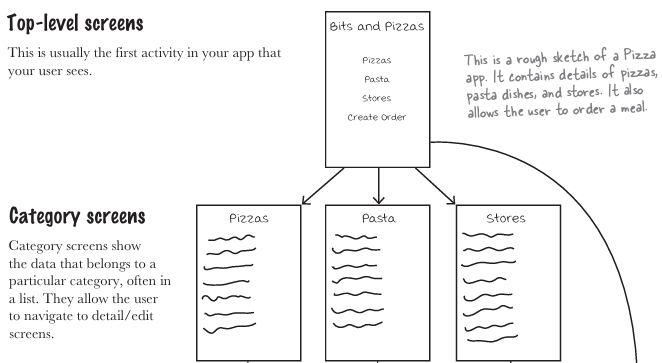 Top-level screens
This is usually the first activity in your app that
your user sees.
Bits and Pizzas
Pizzas
Pasta
Stores
Create Order
This is a rough sketch of a Pizza
app. It contains details of pizzas,
pasta dishes, and stores. It also
allows the user to order a meal.
Category screens
Category screens show
the data that belongs to a
particular category, often in
a list. They allow the user
to navigate to detail/edit
screens.
Pizzas
Pasta
Stores